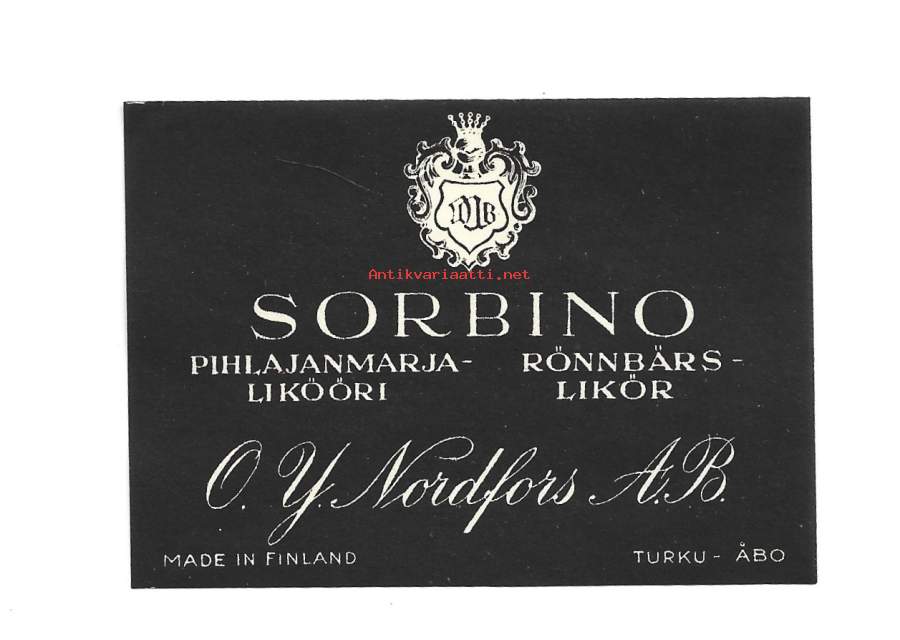 Antikvariaatti.net
SORBINO
PIHLAJANMARJA-
LIKÖÖRI
RÖNNBÄRS-
LIKÖR
O.Y. Nordfors A.B.
MADE IN FINLAND
TURKU - ÅBO